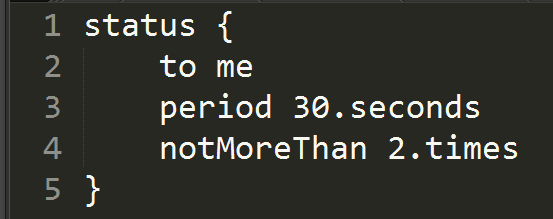 1 status {
2 to me
3 period 30.seconds
4 notMoreThan 2.times
5 }